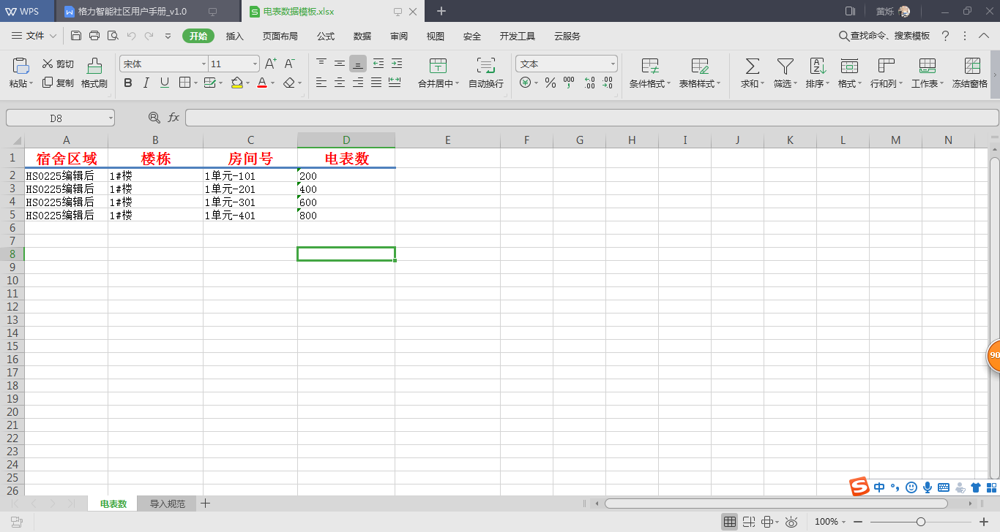 WPS 格力智能社区用户手册_v1.0 电表数据模板.xlsx 黄烁
文件 开始 插入 页面布局 公式 数据 审阅 视图 安全 开发工具 云服务 查找命令、搜索模板
粘贴 剪切 复制 格式刷 宋体 11 合并居中 自动换行 文本 条件格式 表格样式 求和 筛选 排序 格式 行和列 工作表 冻结窗格
D8 fx
A B C D E F G H I J K L M N
1 宿舍区域 楼栋 房间号 电表数
2 HS0225编辑后 1#楼 1单元-101 200
3 HS0225编辑后 1#楼 1单元-201 400
4 HS0225编辑后 1#楼 1单元-301 600
5 HS0225编辑后 1#楼 1单元-401 800
6
7
8
9
10
11
12
13
14
15
16
17 90
18
19
20
21
22
23
24
25
26
中
电表数 导入规范
100%